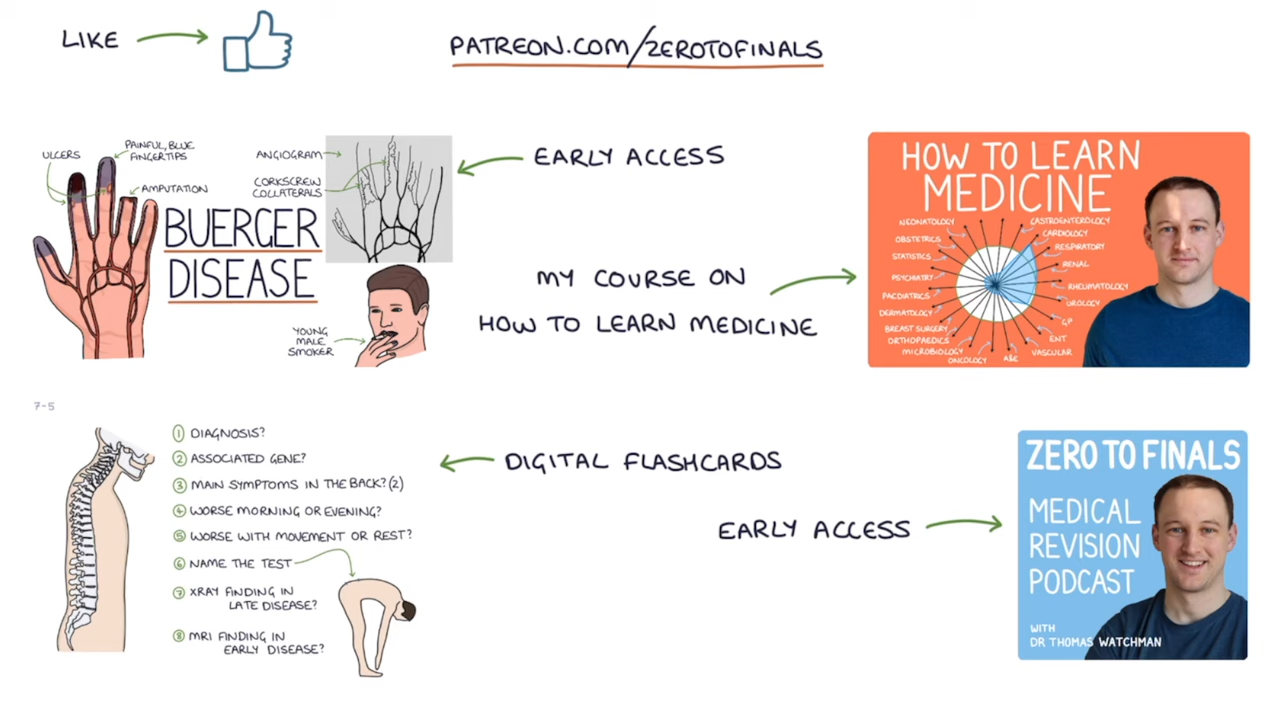 LIKE
PATREON.COM/ZEROTOFINALS
ULCERS
PAINFUL, BLUE
FINGERTIPS
AMPUTATION
ANGIOGRAM
CORKSCREW
COLLATERALS
BUERGER
DISEASE
YOUNG
MALE
SMOKER
EARLY ACCESS
MY COURSE ON
HOW TO LEARN MEDICINE
HOW TO LEARN
MEDICINE
NEONATOLOGY
OBSTETRICS
STATISTICS
PSYCHIATRY
PAEDIATRICS
DERMATOLOGY
BREAST SURGERY
ORTHOPAEDICS
MICROBIOLOGY
ONCOLOGY
A&E
VASCULAR
ENT
GP
UROLOGY
RHEUMATOLOGY
RENAL
RESPIRATORY
CARDIOLOGY
GASTROENTEROLOGY
7-5
1 DIAGNOSIS?
2 ASSOCIATED GENE?
3 MAIN SYMPTOMS IN THE BACK? (2)
4 WORSE MORNING OR EVENING?
5 WORSE WITH MOVEMENT OR REST?
6 NAME THE TEST
7 XRAY FINDING IN
LATE DISEASE?
8 MRI FINDING IN
EARLY DISEASE?
DIGITAL FLASHCARDS
EARLY ACCESS
ZERO TO FINALS
MEDICAL
REVISION
PODCAST
WITH
DR THOMAS WATCHMAN